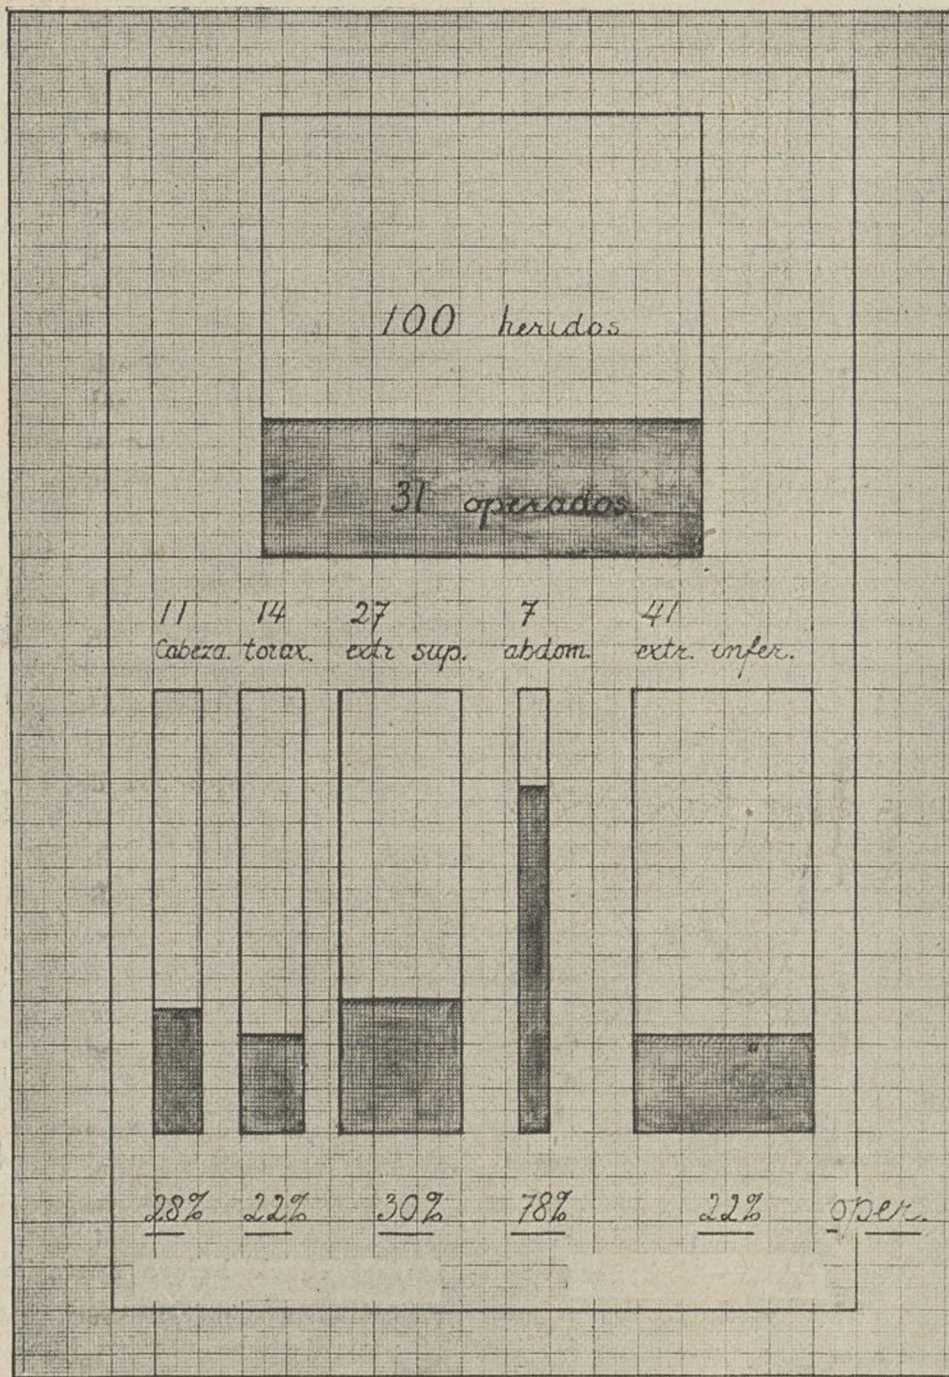 100 heridos
31 operados
11 14 27 7 41
Cabeza. torax. extr sup. abdom. extr. infer.
28% 22% 30% 78% 22% oper.